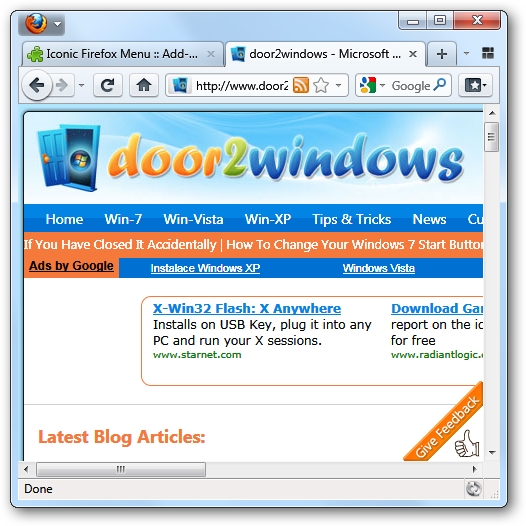 Iconic Firefox Menu :: Add-...
door2windows - Microsoft ...
http://www.door2
Google
door2windows
Home Win-7 Win-Vista Win-XP Tips & Tricks News Cu
If You Have Closed It Accidentally | How To Change Your Windows 7 Start Button
Ads by Google
Instalace Windows XP
Windows Vista
X-Win32 Flash: X Anywhere
Installs on USB Key, plug it into any
PC and run your X sessions.
www.starnet.com
Download Gar
report on the ic
for free
www.radiantlogic.c
Give Feedback
Latest Blog Articles:
Done